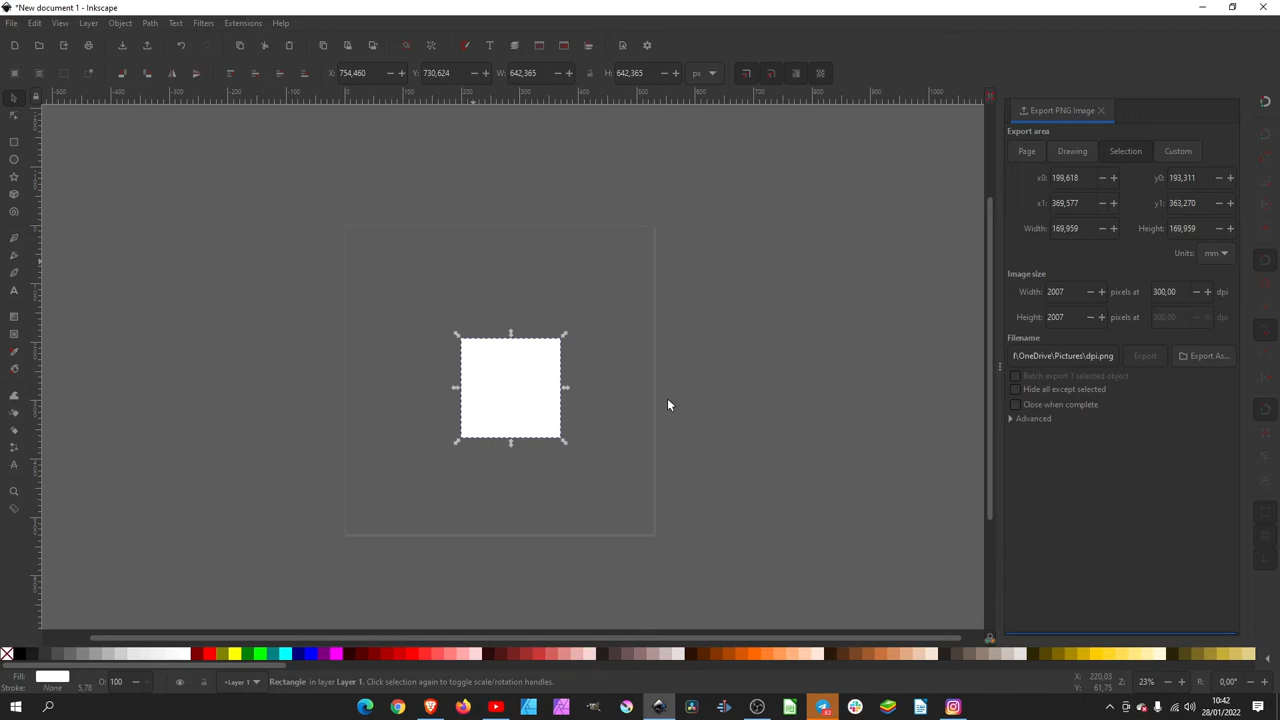 *New document 1 - Inkscape
File Edit View Layer Object Path Text Filters Extensions Help
X: 754,460 Y: 730,624 W: 642,365 H: 642,365 px
Export PNG Image
Export area
Page Drawing Selection Custom
x0: 199,618 y0: 193,311
x1: 369,577 y1: 363,270
Width: 169,959 Height: 169,959
Units: mm
Image size
Width: 2007 pixels at 300,00 dpi
Height: 2007 pixels at 300,00 dpi
Filename
f\OneDrive\Pictures\dpi.png Export Export As...
Batch export 1 selected object
Hide all except selected
Close when complete
Advanced
Fill:
Stroke: None 5,78
O: 100
Layer 1
Rectangle in layer Layer 1. Click selection again to toggle scale/rotation handles.
X: 220,03
Y: 61,75
Z: 23%
R: 0,00°
10:42
28/01/2022